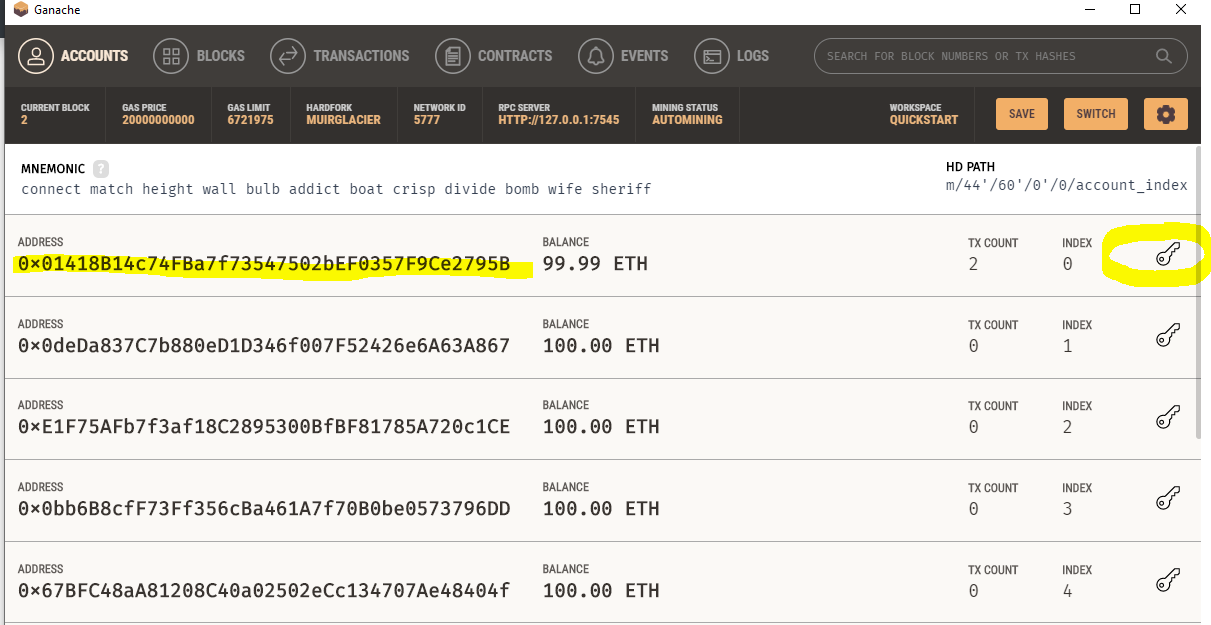 Ganache
ACCOUNTS BLOCKS TRANSACTIONS CONTRACTS EVENTS LOGS SEARCH FOR BLOCK NUMBERS OR TX HASHES
CURRENT BLOCK GAS PRICE GAS LIMIT HARDFORK NETWORK ID RPC SERVER MINING STATUS WORKSPACE
2 20000000000 6721975 MUIRGLACIER 5777 HTTP://127.0.0.1:7545 AUTOMINING QUICKSTART SAVE SWITCH
MNEMONIC ? HD PATH
connect match height wall bulb addict boat crisp divide bomb wife sheriff m/44'/60'/0'/0/account_index
ADDRESS BALANCE TX COUNT INDEX
0×01418B14c74FBa7f73547502bEF0357F9Ce2795B 99.99 ETH 2 0
ADDRESS BALANCE TX COUNT INDEX
0×0deDa837C7b880eD1D346f007F52426e6A63A867 100.00 ETH 0 1
ADDRESS BALANCE TX COUNT INDEX
0×E1F75AFb7f3af18C2895300BfBF81785A720c1CE 100.00 ETH 0 2
ADDRESS BALANCE TX COUNT INDEX
0×0bb6B8cfF73Ff356cBa461A7f70B0be0573796DD 100.00 ETH 0 3
ADDRESS BALANCE TX COUNT INDEX
0×67BFC48aA81208C40a02502eCc134707Ae48404f 100.00 ETH 0 4